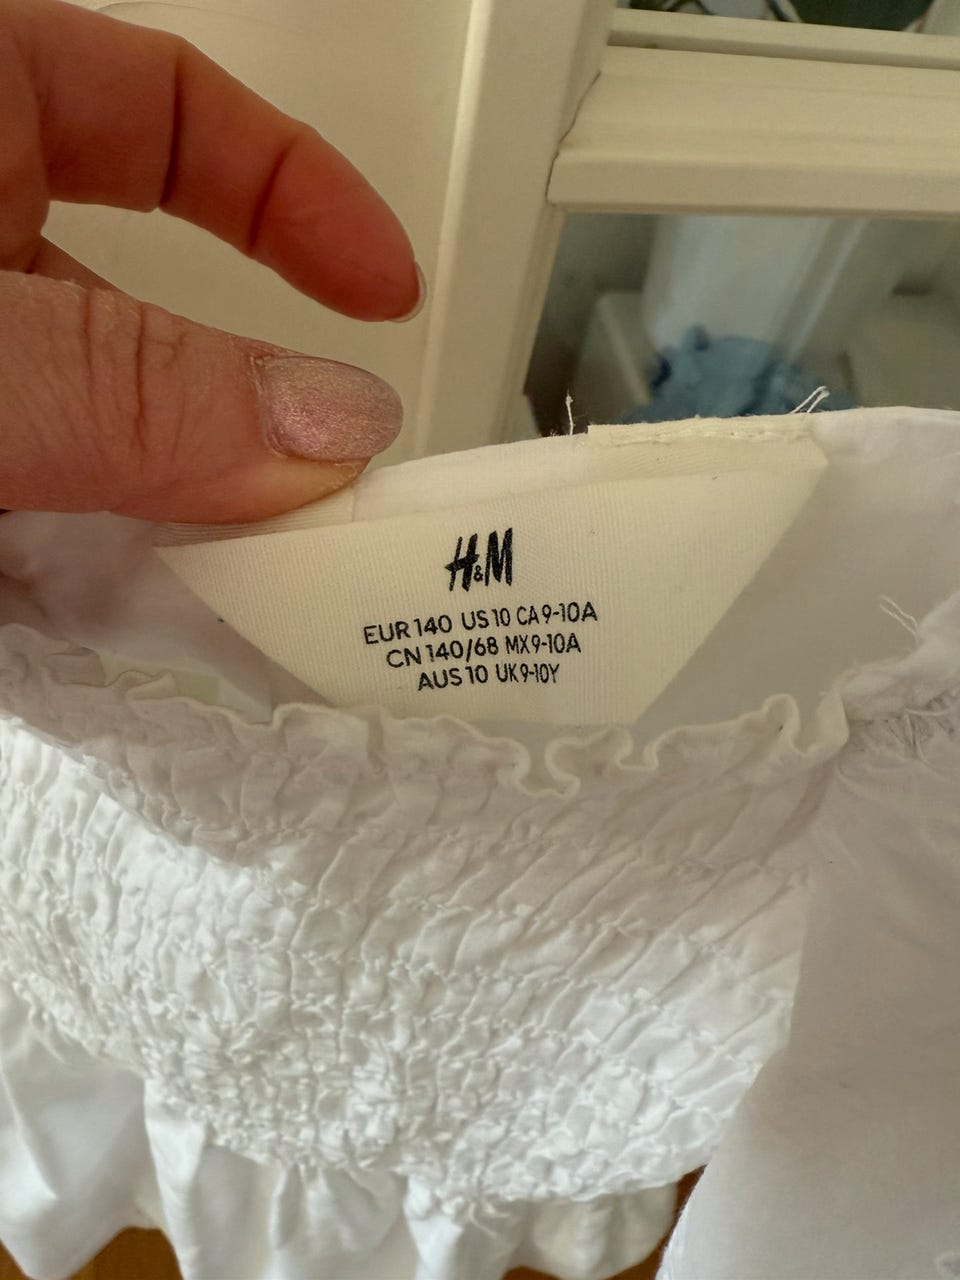 H&M
EUR 140 US 10 CA 9-10A
CN 140/68 MX 9-10A
AUS 10 UK 9-10Y